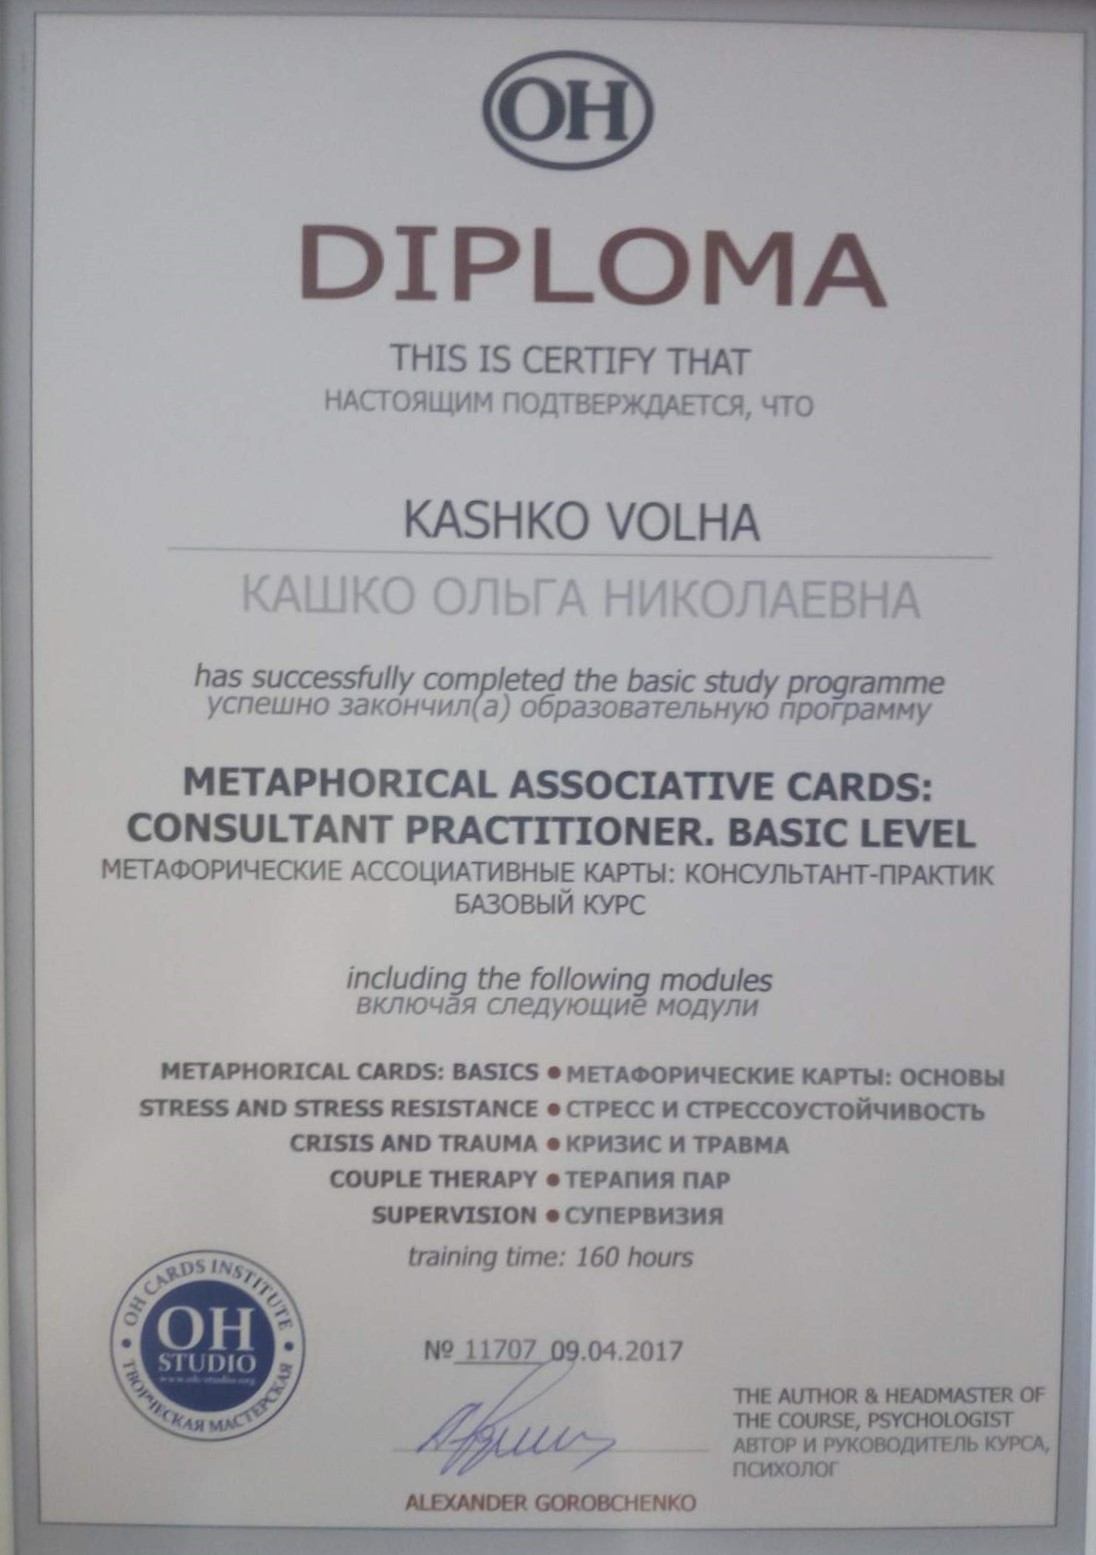 OH
DIPLOMA
THIS IS CERTIFY THAT
НАСТОЯЩИМ ПОДТВЕРЖДАЕТСЯ, ЧТО
KASHKO VOLHA
КАШКО ОЛЬГА НИКОЛАЕВНА
has successfully completed the basic study programme
успешно закончил(а) образовательную программу
METAPHORICAL ASSOCIATIVE CARDS:
CONSULTANT PRACTITIONER. BASIC LEVEL
МЕТАФОРИЧЕСКИЕ АССОЦИАТИВНЫЕ КАРТЫ: КОНСУЛЬТАНТ-ПРАКТИК
БАЗОВЫЙ КУРС
including the following modules
включая следующие модули
METAPHORICAL CARDS: BASICS • МЕТАФОРИЧЕСКИЕ КАРТЫ: ОСНОВЫ
STRESS AND STRESS RESISTANCE • СТРЕСС И СТРЕССОУСТОЙЧИВОСТЬ
CRISIS AND TRAUMA • КРИЗИС И ТРАВМА
COUPLE THERAPY • ТЕРАПИЯ ПАР
SUPERVISION • СУПЕРВИЗИЯ
training time: 160 hours
OH CARDS INSTITUTE
OH
STUDIO
www.oh-studio.org
ТВОРЧЕСКАЯ МАСТЕРСКАЯ
№ 11707 09.04.2017
THE AUTHOR & HEADMASTER OF
THE COURSE, PSYCHOLOGIST
АВТОР И РУКОВОДИТЕЛЬ КУРСА,
ПСИХОЛОГ
ALEXANDER GOROBCHENKO